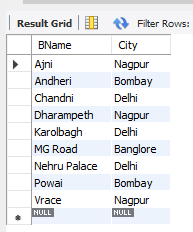 Result Grid Filter Rows:
BName City
Ajni Nagpur
Andheri Bombay
Chandni Delhi
Dharampeth Nagpur
Karolbagh Delhi
MG Road Banglore
Nehru Palace Delhi
Powai Bombay
Vrace Nagpur
NULL NULL